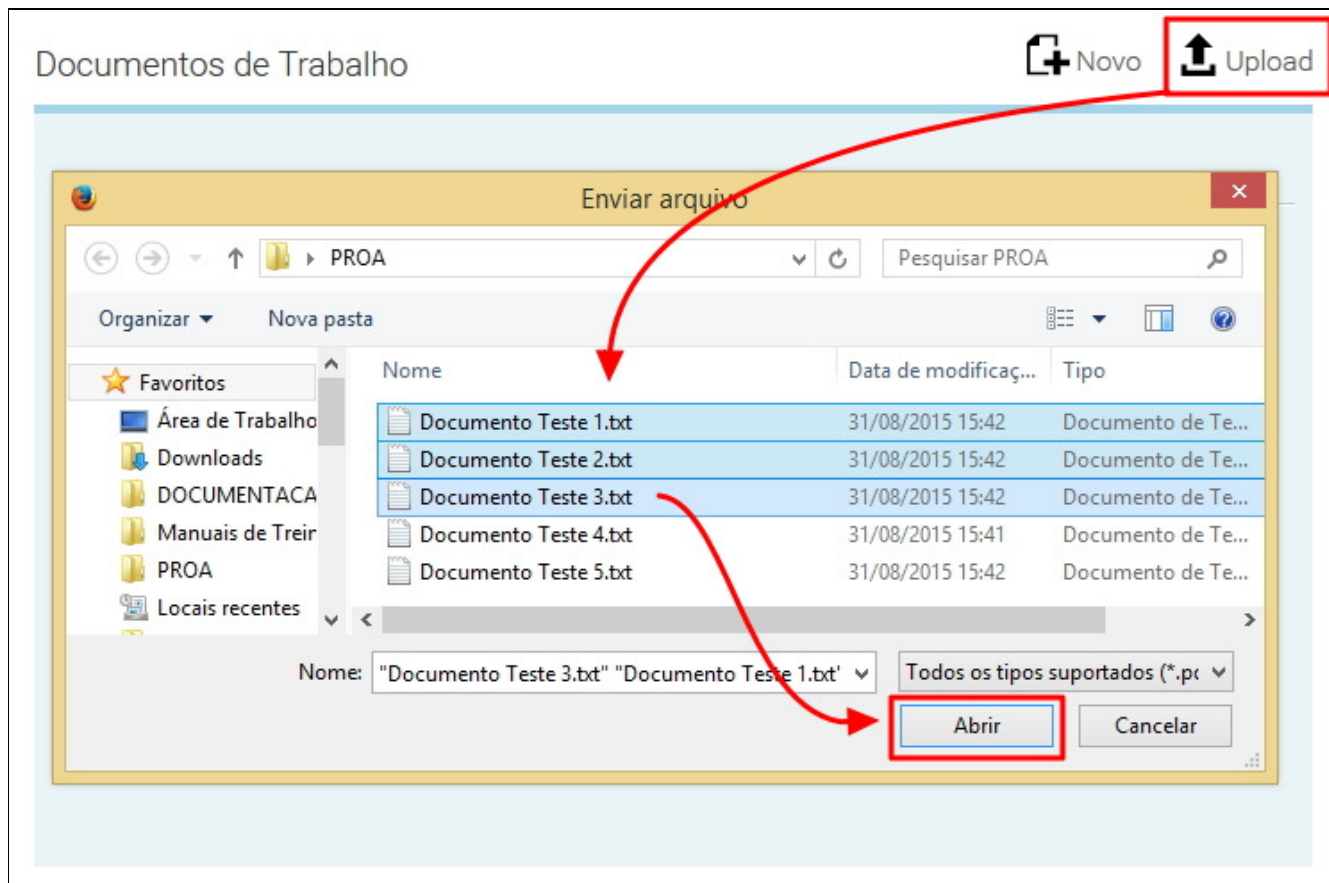 Documentos de Trabalho
Novo
Upload
Enviar arquivo
PROA
Pesquisar PROA
Organizar
Nova pasta
Favoritos
Área de Trabalho
Downloads
DOCUMENTACA
Manuais de Treir
PROA
Locais recentes
Nome Data de modificaç... Tipo
Documento Teste 1.txt 31/08/2015 15:42 Documento de Te...
Documento Teste 2.txt 31/08/2015 15:42 Documento de Te...
Documento Teste 3.txt 31/08/2015 15:42 Documento de Te...
Documento Teste 4.txt 31/08/2015 15:41 Documento de Te...
Documento Teste 5.txt 31/08/2015 15:42 Documento de Te...
Nome: "Documento Teste 3.txt" "Documento Teste 1.txt" Todos os tipos suportados (*.pc
Abrir
Cancelar